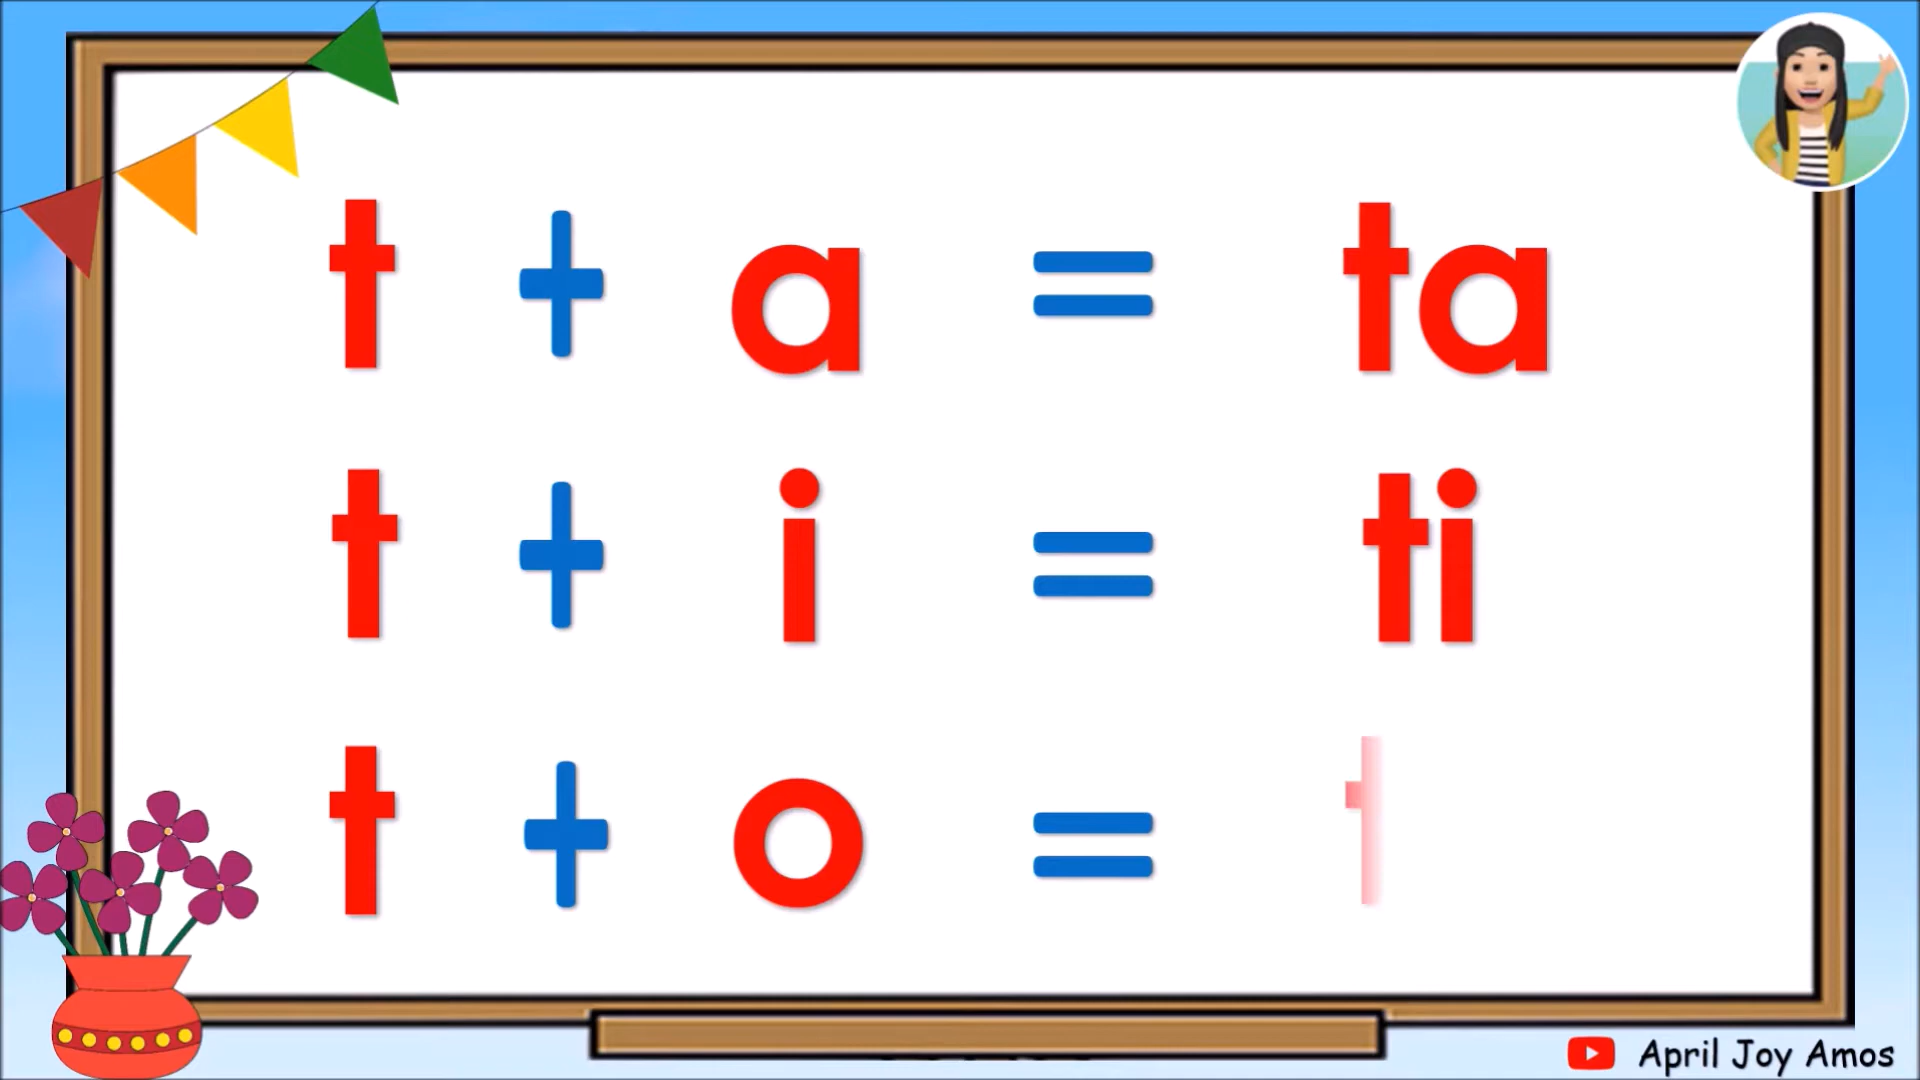 t + a = ta
t + i = ti
t + o = t
April Joy Amos